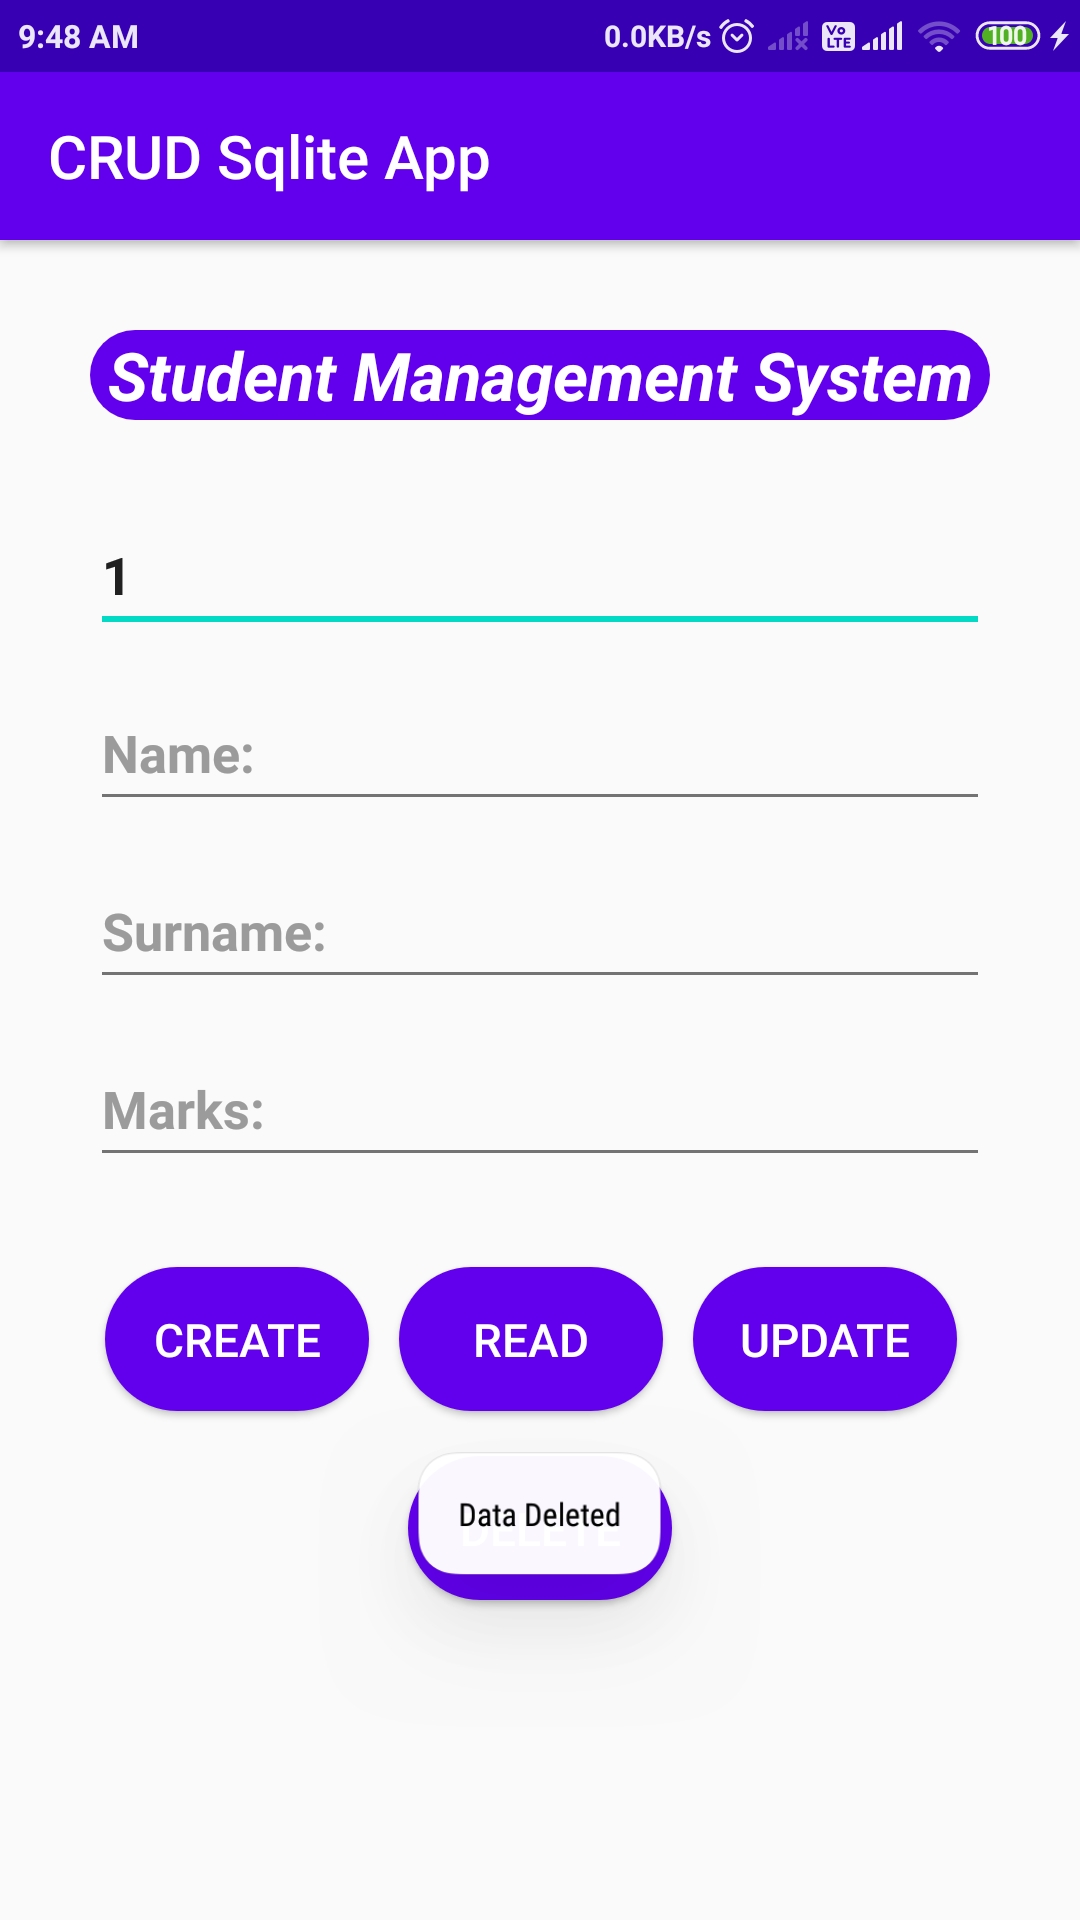 9:48 AM 0.0KB/s Vo LTE 100
CRUD Sqlite App
Student Management System
1
Name:
Surname:
Marks:
CREATE READ UPDATE
Data Deleted
DELETE